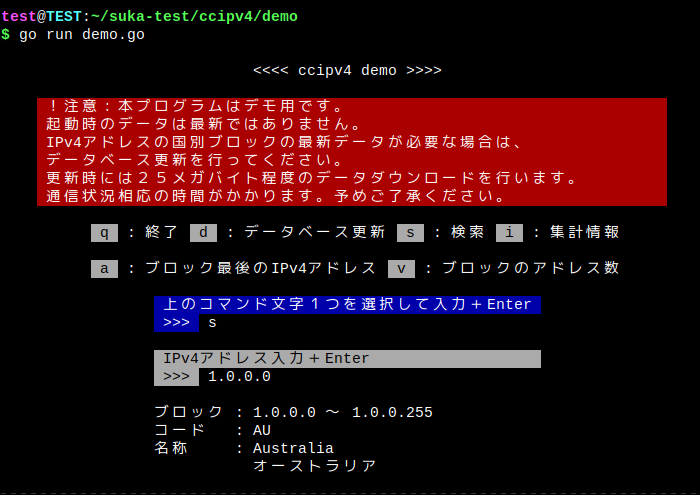 test@TEST:~/suka-test/ccipv4/demo
$ go run demo.go
<<<< ccipv4 demo >>>>
！注意：本プログラムはデモ用です。
起動時のデータは最新ではありません。
IPv4アドレスの国別ブロックの最新データが必要な場合は、
データベース更新を行ってください。
更新時には２５メガバイト程度のデータダウンロードを行います。
通信状況相応の時間がかかります。予めご了承ください。
q : 終了 d : データベース更新 s : 検索 i : 集計情報
a : ブロック最後のIPv4アドレス v : ブロックのアドレス数
上のコマンド文字１つを選択して入力＋Enter
>>> s
IPv4アドレス入力＋Enter
>>> 1.0.0.0
ブロック : 1.0.0.0 〜 1.0.0.255
コード : AU
名称 : Australia
オーストラリア